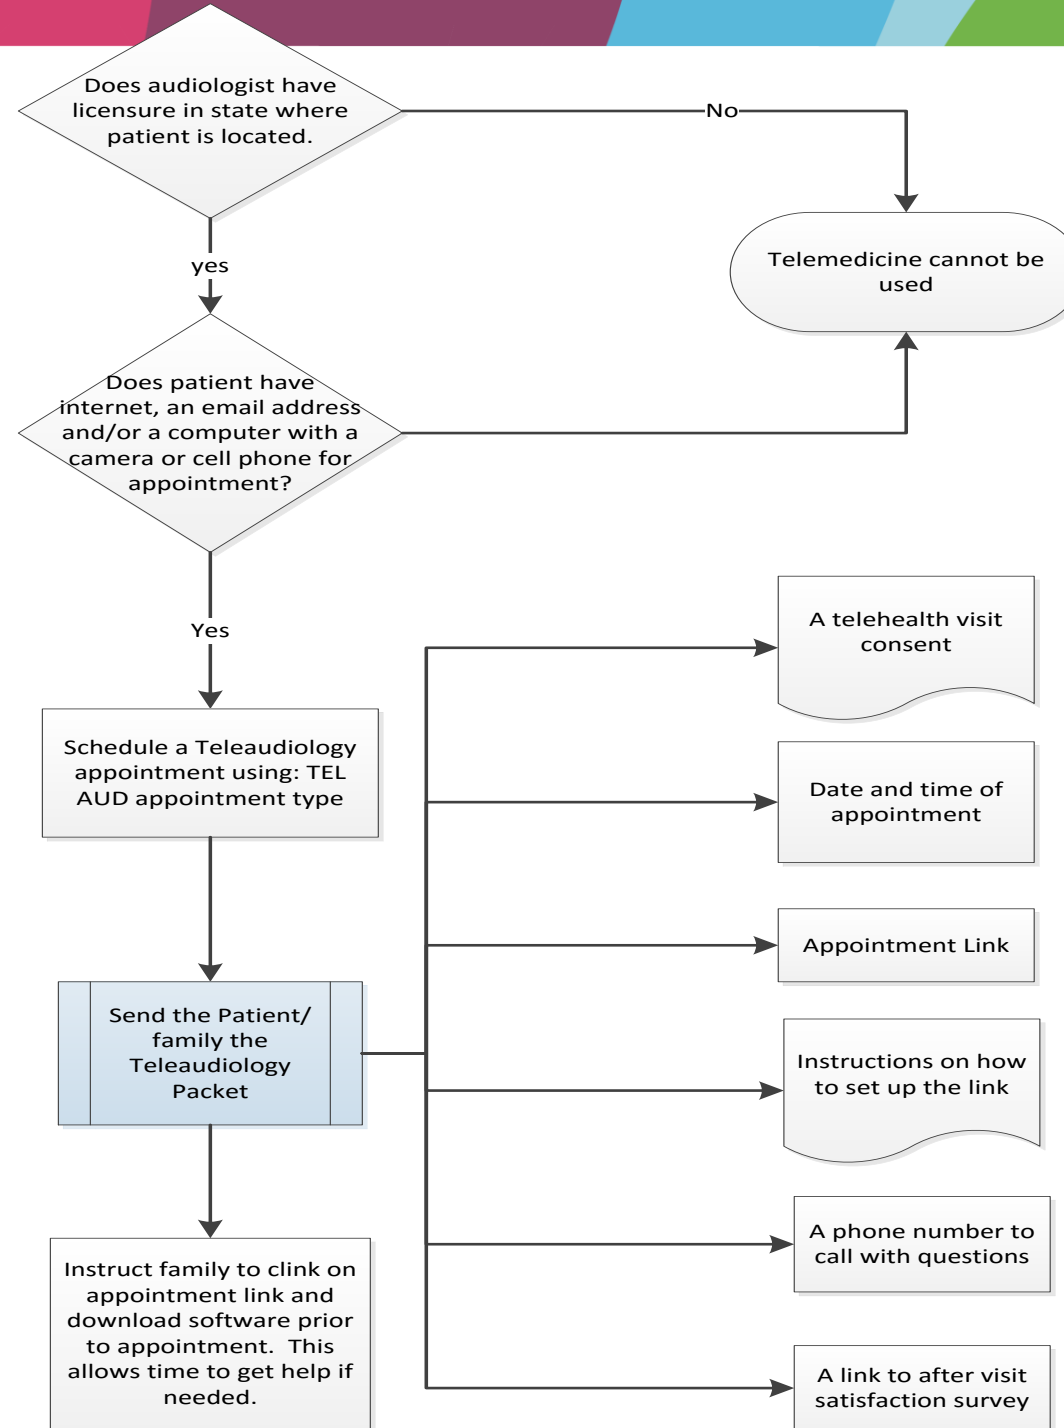 Does audiologist have
licensure in state where
patient is located.
No
Telemedicine cannot be
used
yes
Does patient have
internet, an email address
and/or a computer with a
camera or cell phone for
appointment?
Yes
Schedule a Teleaudiology
appointment using: TEL
AUD appointment type
Send the Patient/
family the
Teleaudiology
Packet
A telehealth visit
consent
Date and time of
appointment
Appointment Link
Instructions on how
to set up the link
A phone number to
call with questions
A link to after visit
satisfaction survey
Instruct family to clink on
appointment link and
download software prior
to appointment. This
allows time to get help if
needed.